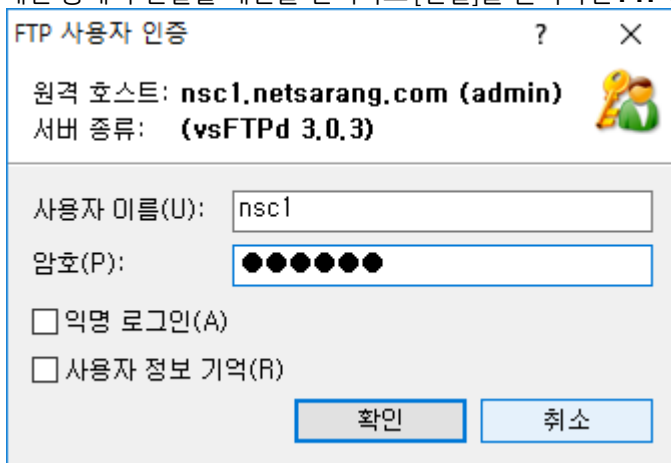 FTP 사용자 인증 ? ×
원격 호스트: nsc1.netsarang.com (admin)
서버 종류: (vsFTPd 3.0.3)
사용자 이름(U): nsc1
암호(P): ●●●●●●
익명 로그인(A)
사용자 정보 기억(R)
확인 취소